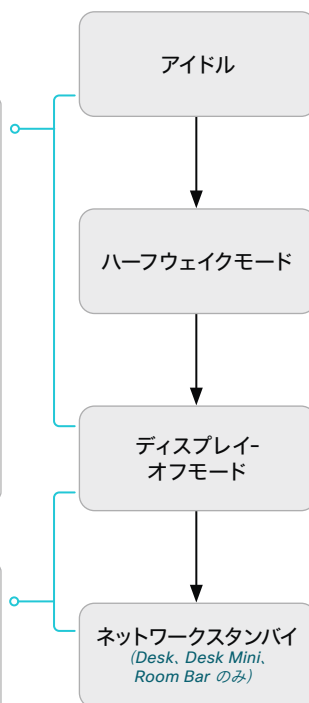 アイドル
ハーフウェイクモード
ディスプレイ-
オフモード
ネットワークスタンバイ
(Desk、Desk Mini、
Room Bar のみ)